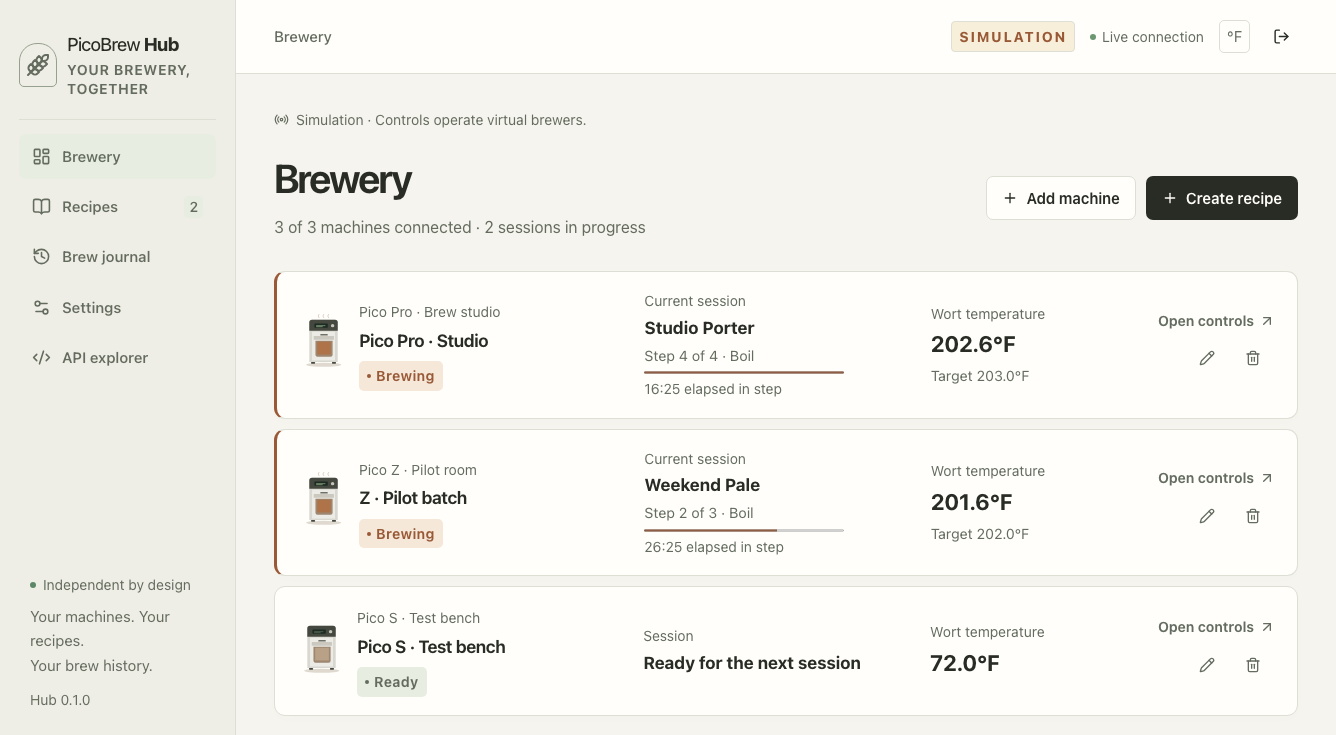 PicoBrew Hub
YOUR BREWERY,
TOGETHER
Brewery
Recipes 2
Brew journal
Settings
API explorer
Independent by design
Your machines. Your
recipes.
Your brew history.
Hub 0.1.0
Brewery
SIMULATION
Live connection
°F
Simulation · Controls operate virtual brewers.
Brewery
3 of 3 machines connected · 2 sessions in progress
Add machine
Create recipe
Pico Pro · Brew studio
Pico Pro · Studio
Brewing
Current session
Studio Porter
Step 4 of 4 · Boil
16:25 elapsed in step
Wort temperature
202.6°F
Target 203.0°F
Open controls
Pico Z · Pilot room
Z · Pilot batch
Brewing
Current session
Weekend Pale
Step 2 of 3 · Boil
26:25 elapsed in step
Wort temperature
201.6°F
Target 202.0°F
Open controls
Pico S · Test bench
Pico S · Test bench
Ready
Session
Ready for the next session
Wort temperature
72.0°F
Open controls